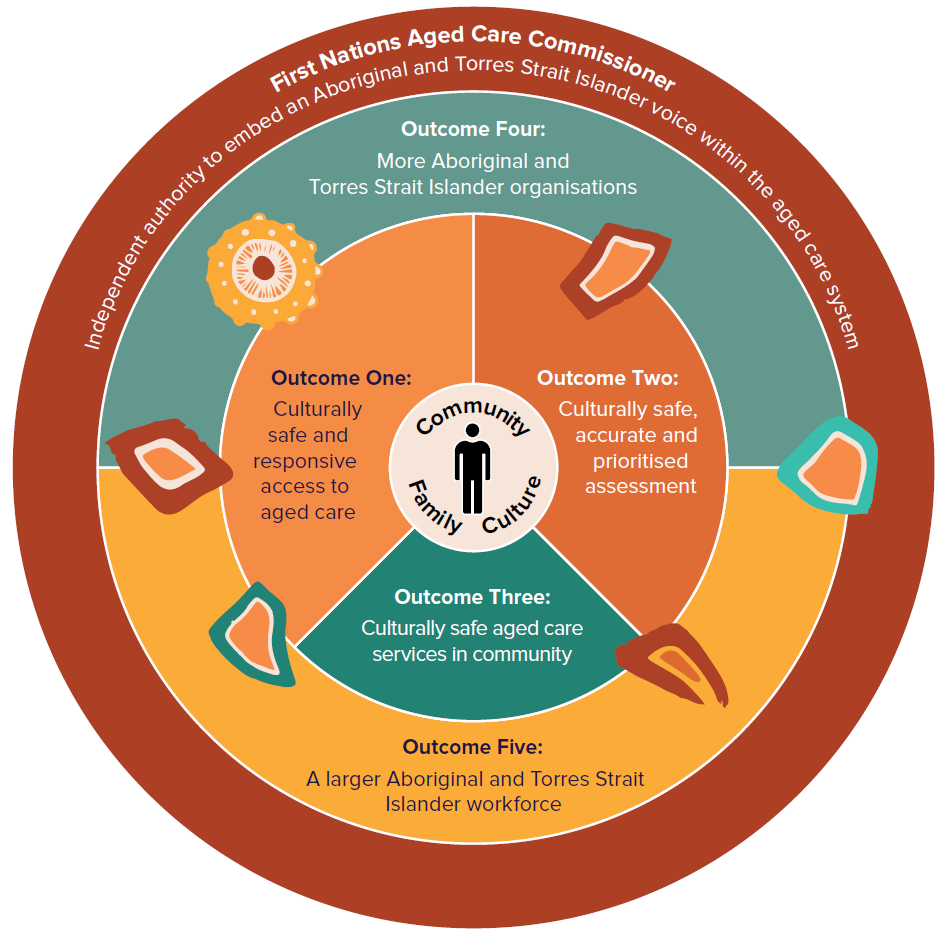 First Nations Aged Care Commissioner
Independent authority to embed an Aboriginal and Torres Strait Islander voice within the aged care system
Outcome Four:
More Aboriginal and
Torres Strait Islander organisations
Outcome One:
Culturally
safe and
responsive
access to
aged care
Outcome Two:
Culturally safe,
accurate and
prioritised
assessment
Community
Family
Culture
Outcome Three:
Culturally safe aged care
services in community
Outcome Five:
A larger Aboriginal and Torres Strait
Islander workforce